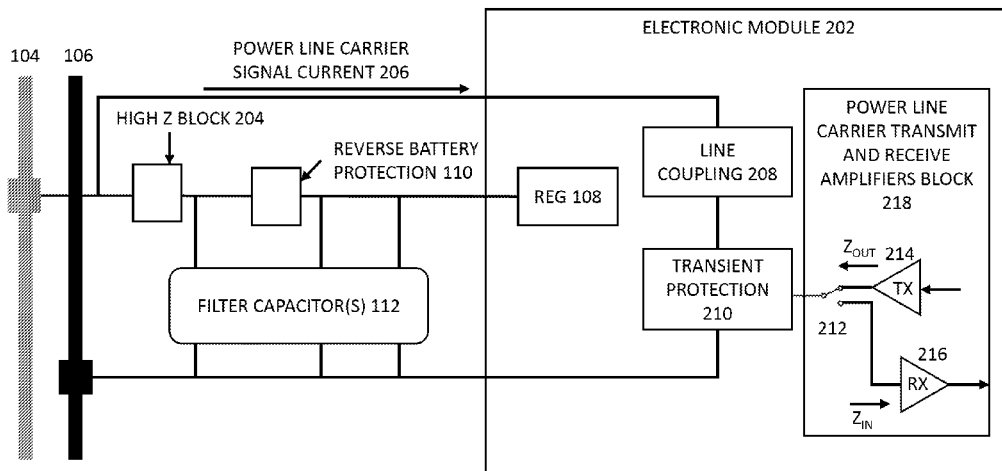 ELECTRONIC MODULE 202
104
106
POWER LINE CARRIER
SIGNAL CURRENT 206
HIGH Z BLOCK 204
REVERSE BATTERY
PROTECTION 110
REG 108
LINE
COUPLING 208
POWER LINE
CARRIER TRANSMIT
AND RECEIVE
AMPLIFIERS BLOCK
218
FILTER CAPACITOR(S) 112
TRANSIENT
PROTECTION
210
ZOUT
214
TX
212
216
RX
ZIN